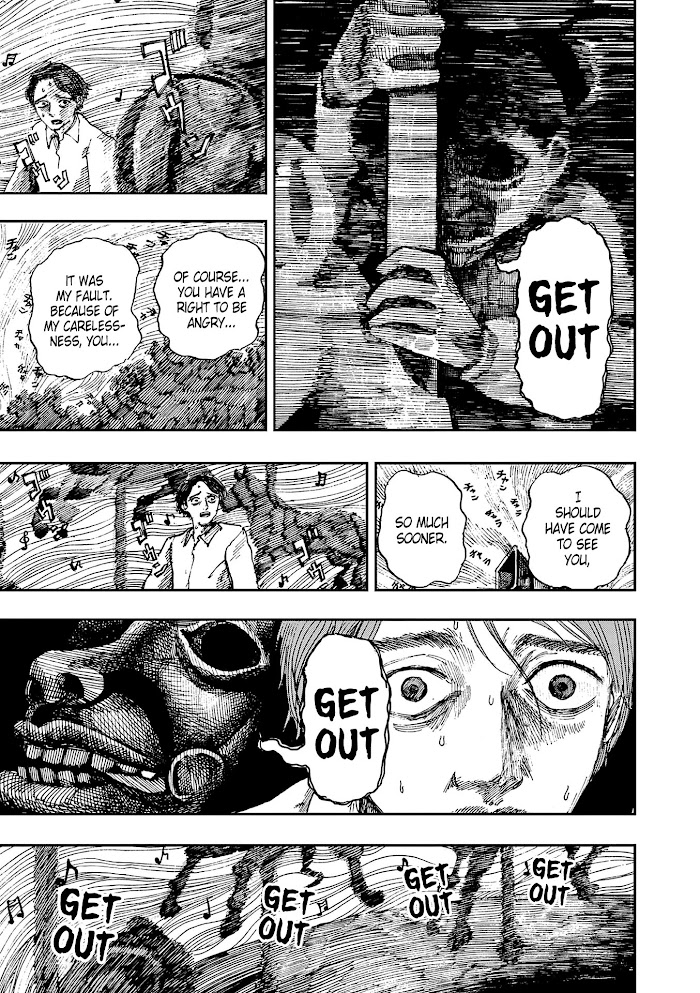 GET
OUT
OF COURSE...
YOU HAVE A
RIGHT TO BE
ANGRY...
IT WAS
MY FAULT.
BECAUSE OF
MY CARELESS-
NESS, YOU...
I
SHOULD
HAVE COME
TO SEE
YOU,
SO MUCH
SOONER.
GET
OUT
GET
OUT
GET
OUT
GET
OUT
GET
OUT